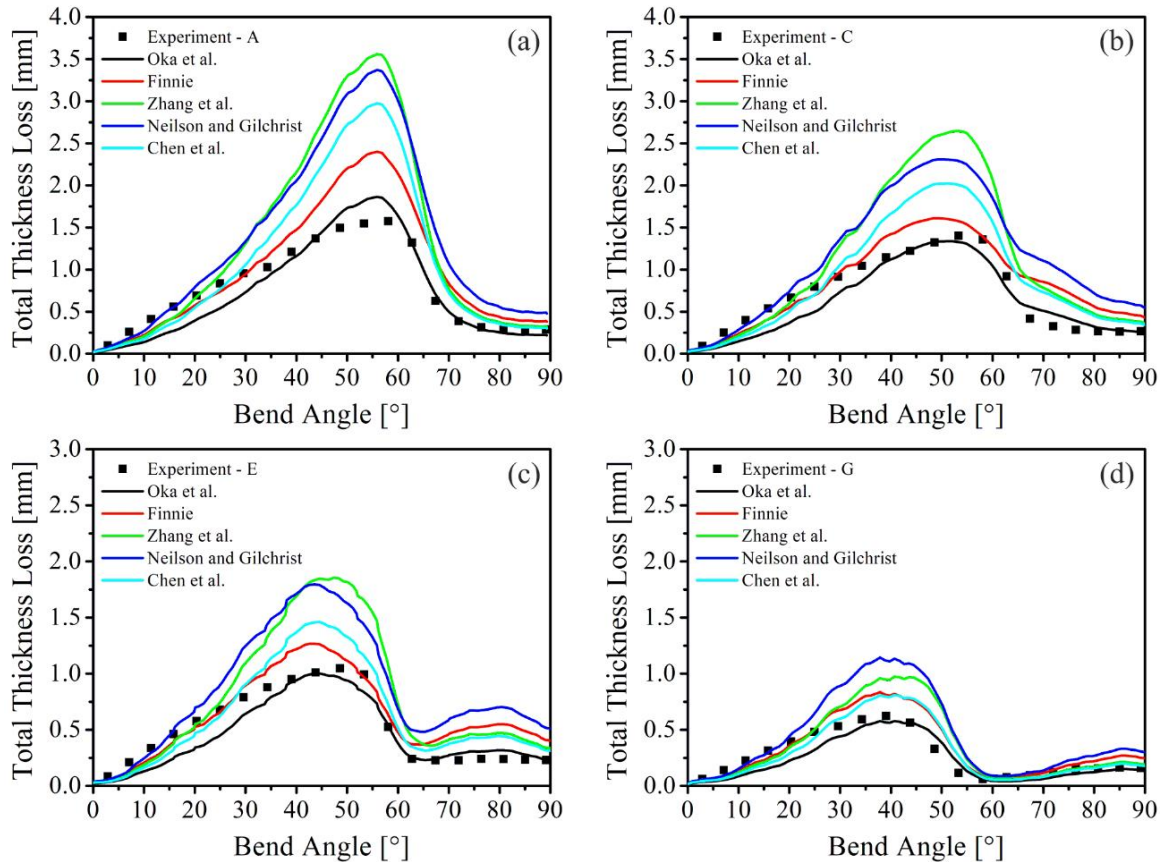 (a)
Experiment - A
Oka et al.
Finnie
Zhang et al.
Neilson and Gilchrist
Chen et al.
Total Thickness Loss [mm]
4.0
3.5
3.0
2.5
2.0
1.5
1.0
0.5
0.0
0 10 20 30 40 50 60 70 80 90
Bend Angle [°]
(b)
Experiment - C
Oka et al.
Finnie
Zhang et al.
Neilson and Gilchrist
Chen et al.
Total Thickness Loss [mm]
4.0
3.5
3.0
2.5
2.0
1.5
1.0
0.5
0.0
0 10 20 30 40 50 60 70 80 90
Bend Angle [°]
(c)
Experiment - E
Oka et al.
Finnie
Zhang et al.
Neilson and Gilchrist
Chen et al.
Total Thickness Loss [mm]
3.0
2.5
2.0
1.5
1.0
0.5
0.0
0 10 20 30 40 50 60 70 80 90
Bend Angle [°]
(d)
Experiment - G
Oka et al.
Finnie
Zhang et al.
Neilson and Gilchrist
Chen et al.
Total Thickness Loss [mm]
3.0
2.5
2.0
1.5
1.0
0.5
0.0
0 10 20 30 40 50 60 70 80 90
Bend Angle [°]